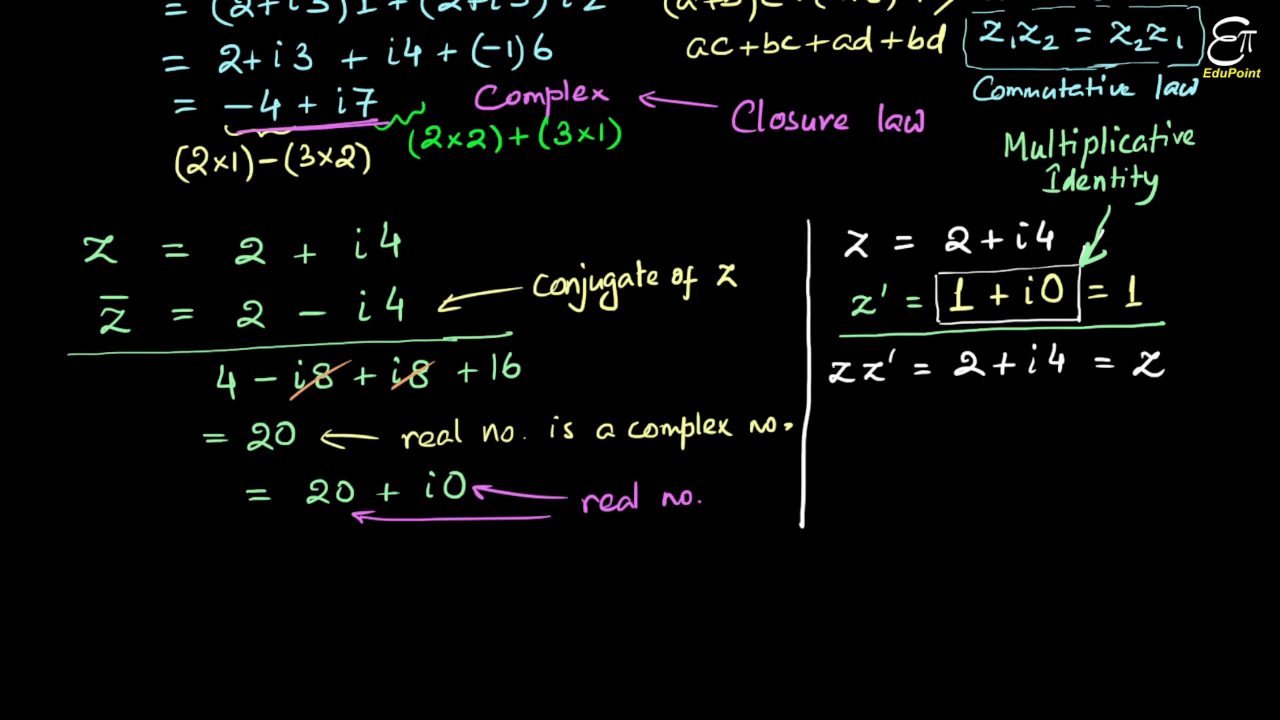 = 2+i3 + i4 + (-1)6
ac+bc+ad+bd
z₁z₂ = z₂z₁
επ
EduPoint
= -4 + i7
Complex
Closure law
Commutative law
(2×1)-(3×2)
(2×2)+(3×1)
Multiplicative
Identity
z = 2 + i4
z̄ = 2 - i4
conjugate of z
4 - i8 + i8 + 16
= 20
real no. is a complex no.
= 20 + i0
real no.
z = 2+i4
z' = 1 + i0 = 1
zz' = 2+i4 = z